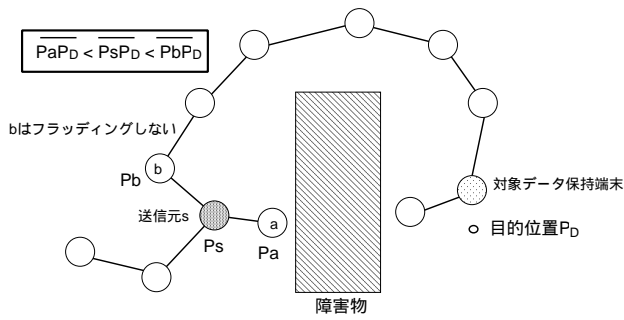 PaPD < PsPD < PbPD
bはフラッディングしない
b
Pb
対象データ保持端末
送信元s
a
目的位置PD
Ps
Pa
障害物